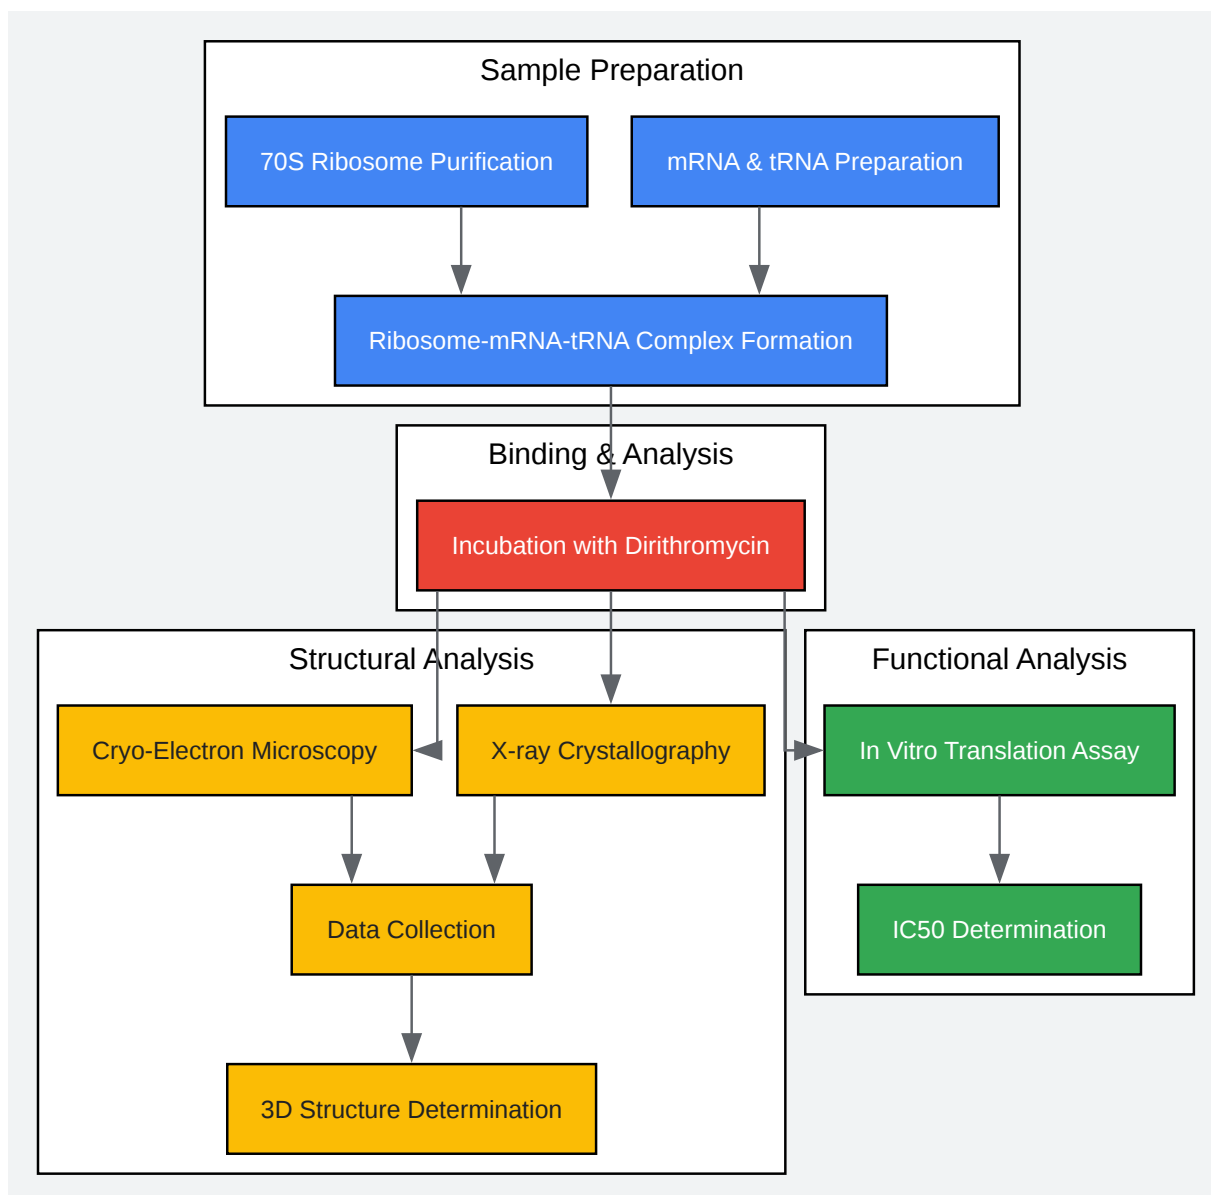 Sample Preparation
70S Ribosome Purification
mRNA & tRNA Preparation
Ribosome-mRNA-tRNA Complex Formation
Binding & Analysis
Incubation with Dirithromycin
Structural Analysis
Functional Analysis
Cryo-Electron Microscopy
X-ray Crystallography
In Vitro Translation Assay
Data Collection
IC50 Determination
3D Structure Determination